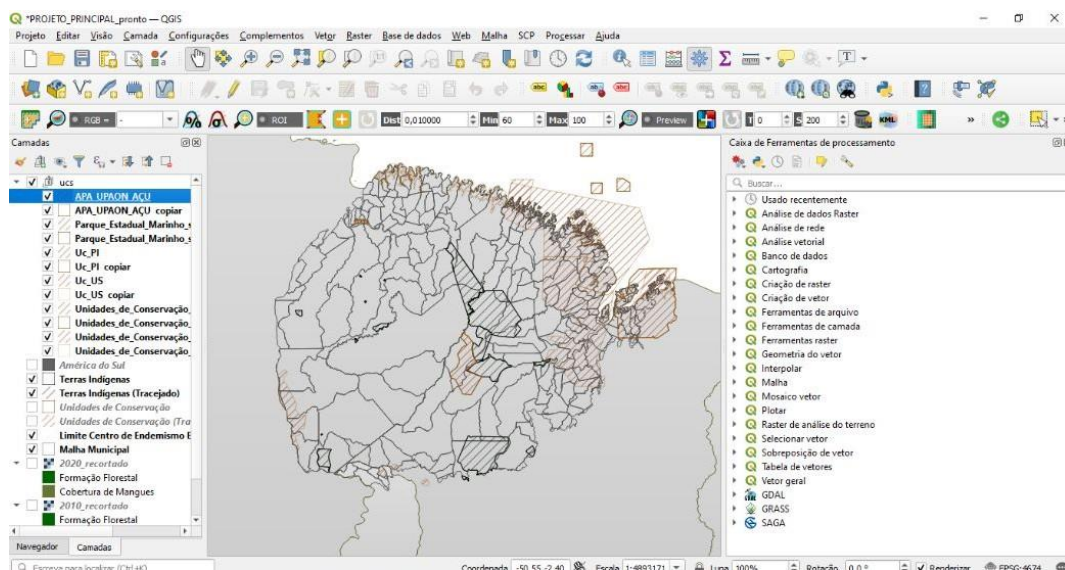 *PROJETO_PRINCIPAL_pronto — QGIS
Projeto Editar Visão Camada Configurações Complementos Vetor Raster Base de dados Web Malha SCP Processar Ajuda
RGB = - ROI Dist 0,010000 Min 60 Max 100 Preview T 0 S 200 KML »
Camadas
ucs
APA_UPAON_AÇU
APA_UPAON_AÇU copiar
Parque_Estadual_Marinho_s
Parque_Estadual_Marinho_s
Uc_PI
Uc_PI copiar
Uc_US
Uc_US copiar
Unidades_de_Conservação_
Unidades_de_Conservação_
Unidades_de_Conservação_
Unidades_de_Conservação_
América do Sul
Terras Indígenas
Terras Indígenas (Tracejado)
Unidades de Conservação
Unidades de Conservação (Tra
Limite Centro de Endemismo E
Malha Municipal
2020_recortado
Formação Florestal
Cobertura de Mangues
2010_recortado
Formação Florestal
Navegador Camadas
Caixa de Ferramentas de processamento
Buscar...
Usado recentemente
Análise de dados Raster
Análise de rede
Análise vetorial
Banco de dados
Cartografia
Criação de raster
Criação de vetor
Ferramentas de arquivo
Ferramentas de camada
Ferramentas raster
Geometria do vetor
Interpolar
Malha
Mosaico vetor
Plotar
Raster de análise do terreno
Selecionar vetor
Sobreposição de vetor
Tabela de vetores
Vetor geral
GDAL
GRASS
SAGA
Escreva para localizar (Ctrl+K) Coordenada -50.55,-2.40 Escala 1:4893171 Lupa 100% Rotação 0,0 ° Renderizar EPSG:4674